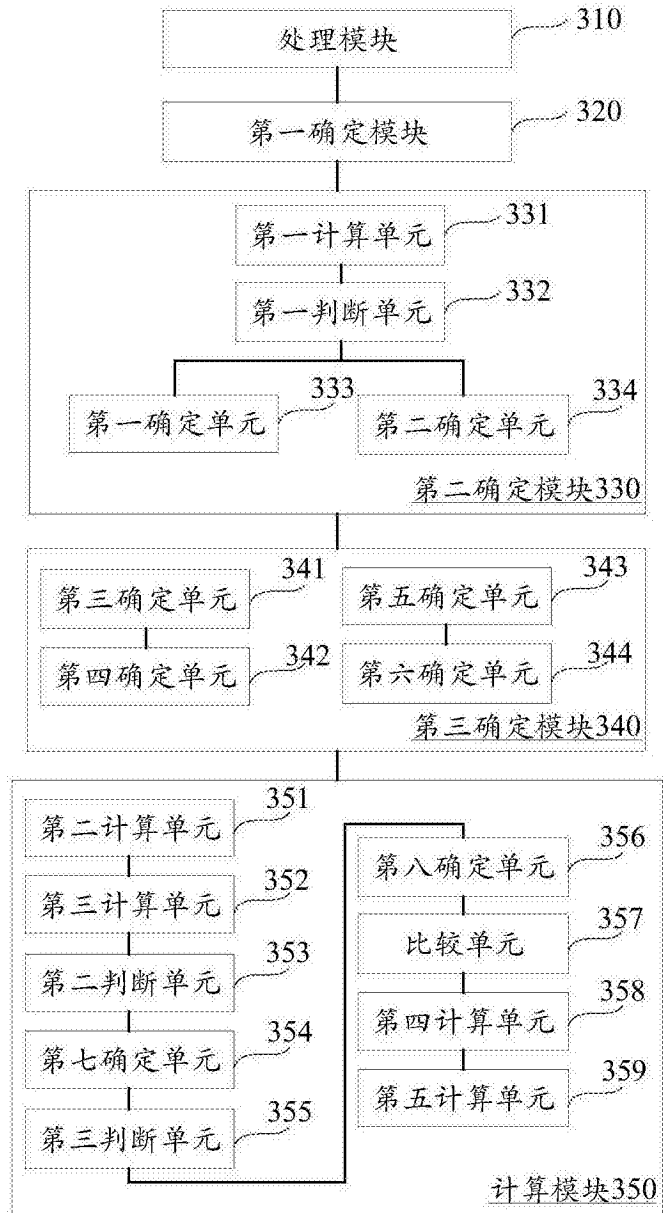 处理模块
310
第一确定模块
320
第一计算单元
331
第一判断单元
332
第一确定单元
333
第二确定单元
334
第二确定模块330
第三确定单元
341
第四确定单元
342
第五确定单元
343
第六确定单元
344
第三确定模块340
第二计算单元
351
第三计算单元
352
第二判断单元
353
第七确定单元
354
第三判断单元
355
第八确定单元
356
比较单元
357
第四计算单元
358
第五计算单元
359
计算模块350